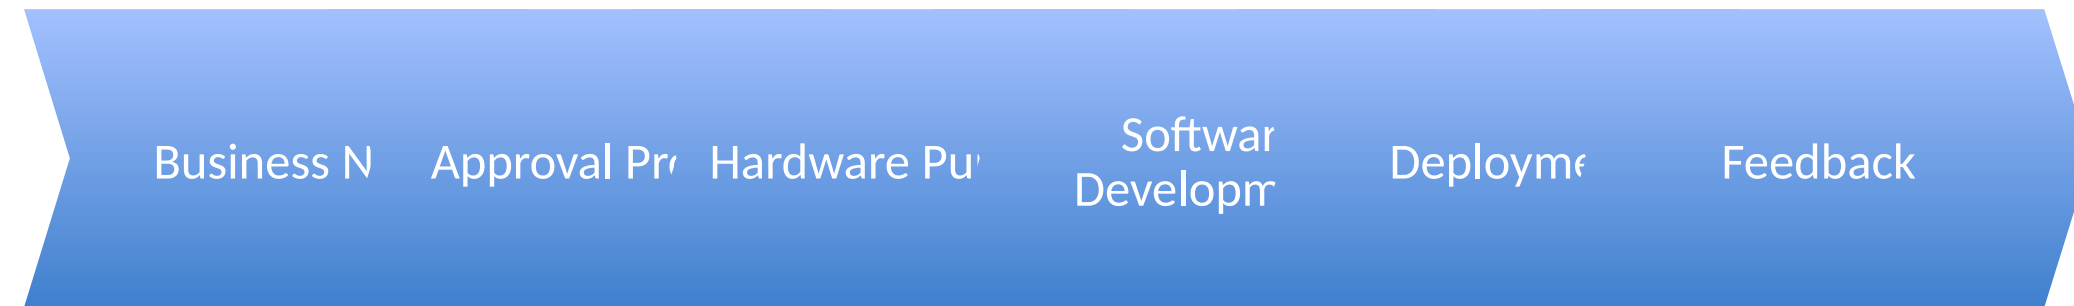 Business N
Approval Pr
Hardware Pu
Softwar
Developm
Deployme
Feedback